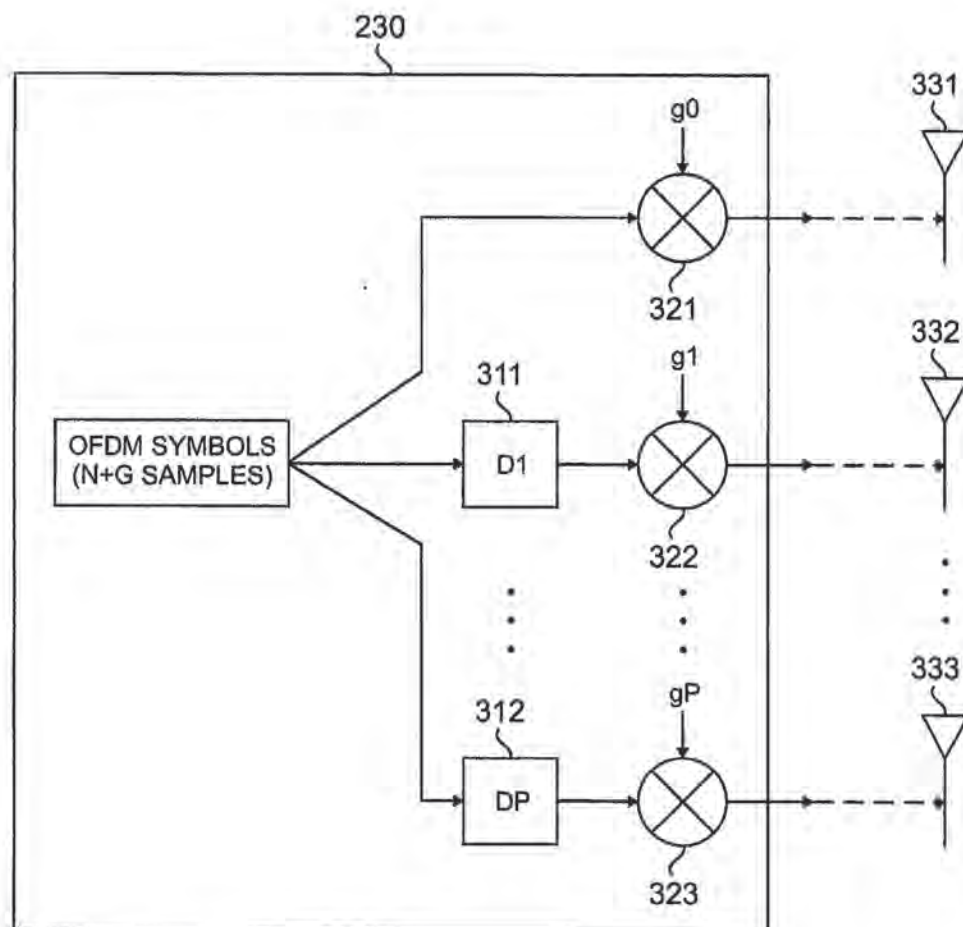 230
331
g0
321
332
g1
311
OFDM SYMBOLS
(N+G SAMPLES)
D1
322
333
gP
312
DP
323